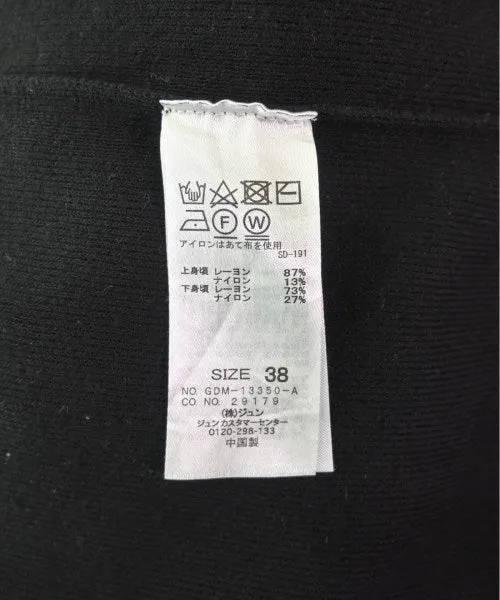 F W
アイロンはあて布を使用
SD-191
上身頃 レーヨン 87%
ナイロン 13%
下身頃 レーヨン 73%
ナイロン 27%
SIZE 38
NO. GDM-13350-A
CO. NO. 29179
(株)ジュン
ジュンカスタマーセンター
0120-298-133
中国製